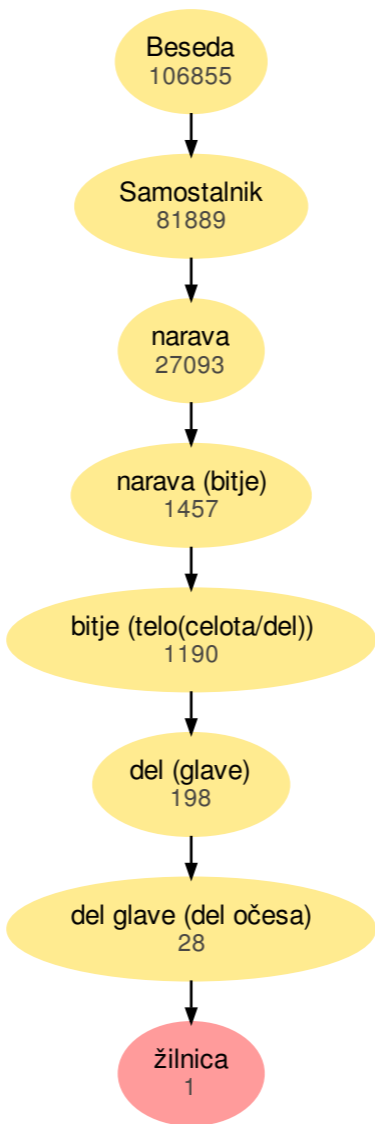 Beseda
106855
Samostalnik
81889
narava
27093
narava (bitje)
1457
bitje (telo(celota/del))
1190
del (glave)
198
del glave (del očesa)
28
žilnica
1